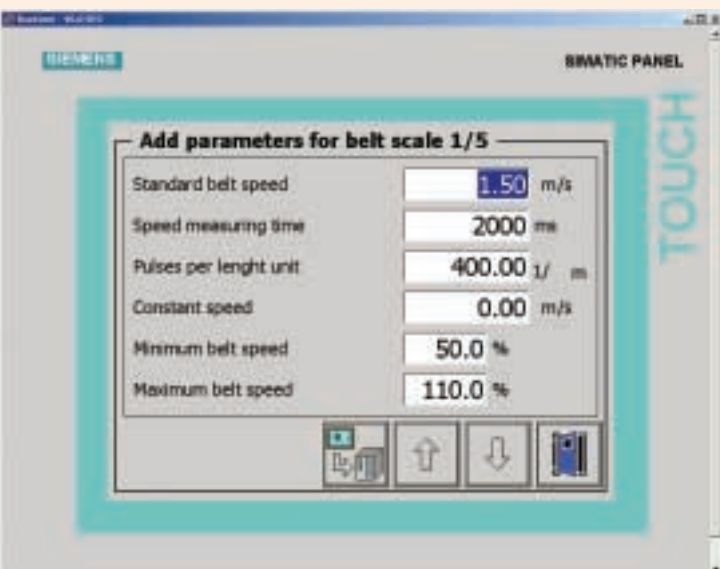 SIEMENS
SIMATIC PANEL
TOUCH
Add parameters for belt scale 1/5
Standard belt speed 1.50 m/s
Speed measuring time 2000 ms
Pulses per lenght unit 400.00 1/ m
Constant speed 0.00 m/s
Minimum belt speed 50.0 %
Maximum belt speed 110.0 %